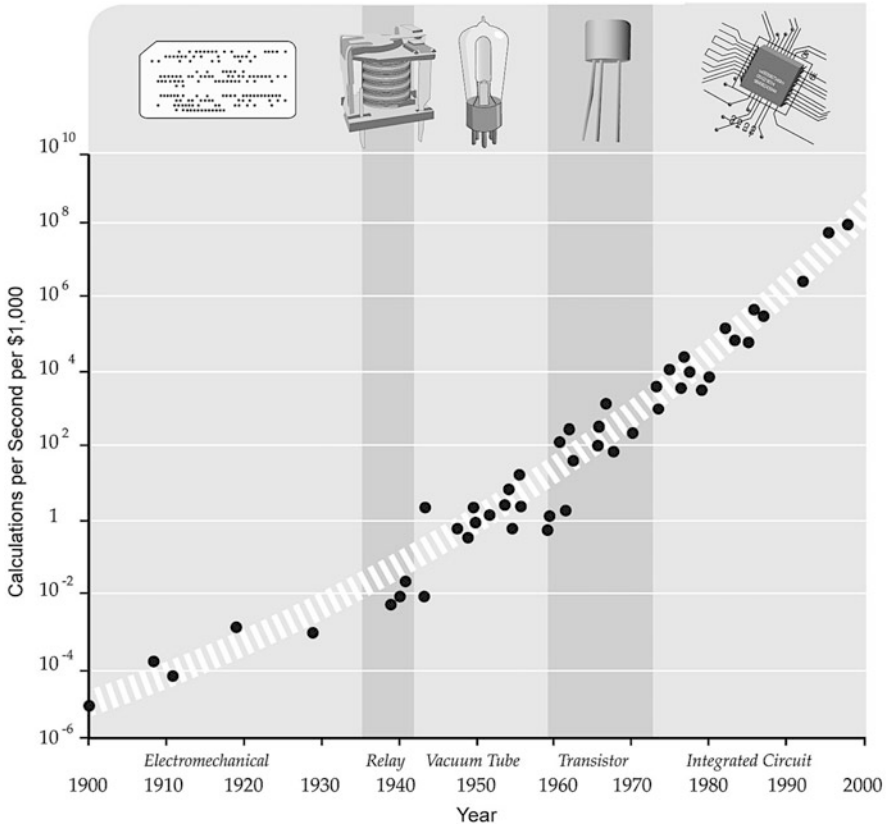 10^10
10^8
10^6
10^4
10^2
1
10^-2
10^-4
10^-6
Calculations per Second per $1,000
Electromechanical Relay Vacuum Tube Transistor Integrated Circuit
1900 1910 1920 1930 1940 1950 1960 1970 1980 1990 2000
Year